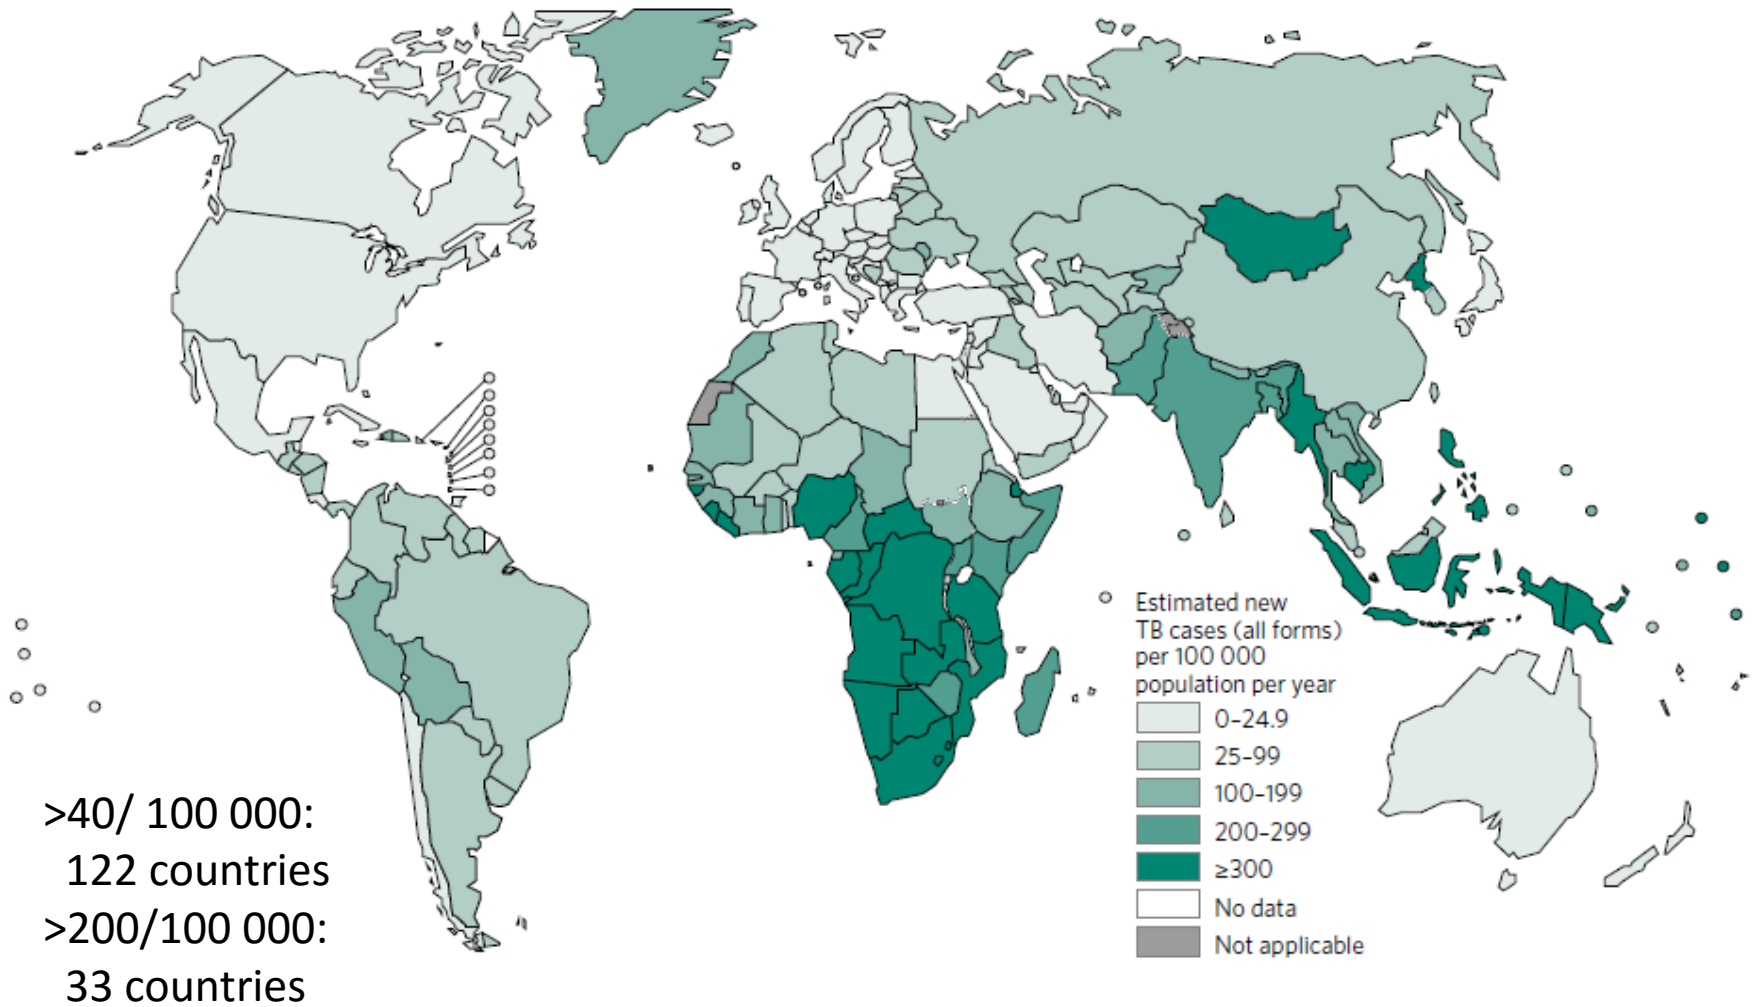 Estimated new
TB cases (all forms)
per 100 000
population per year
0–24.9
25–99
100–199
200–299
≥300
No data
Not applicable
>40/ 100 000:
122 countries
>200/100 000:
33 countries